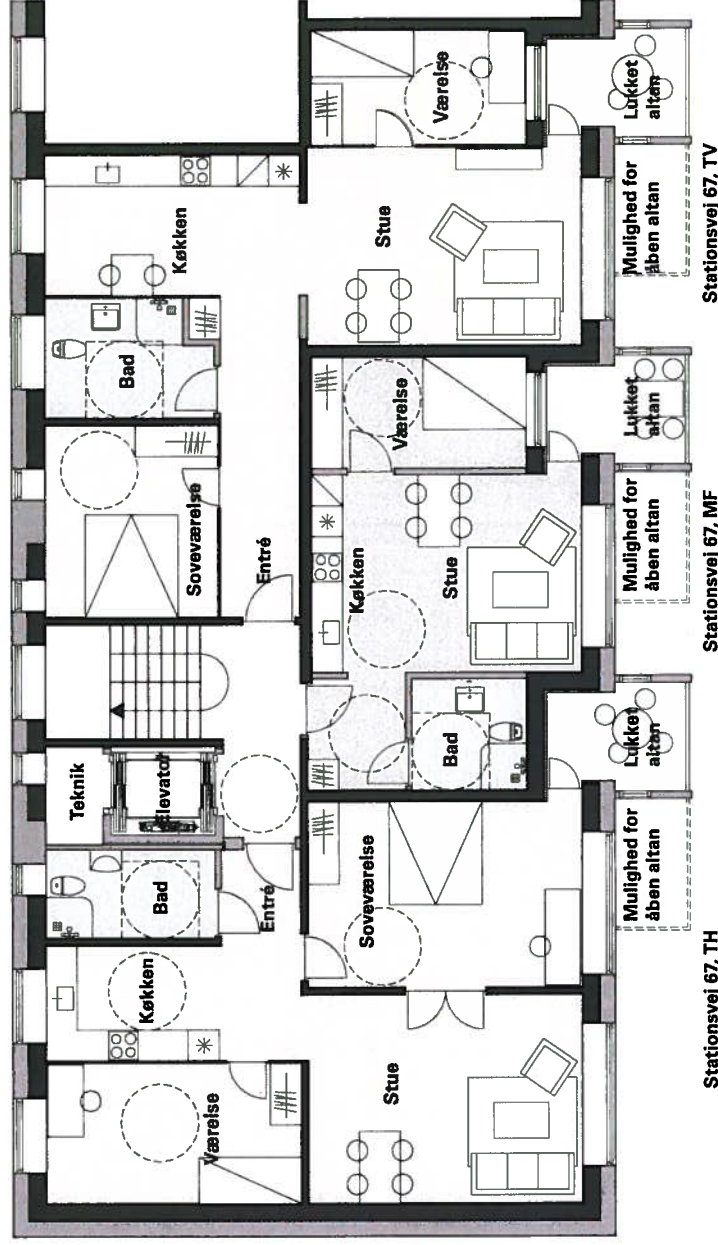 Teknik
Bad
Køkken
Bad
Elevator
Køkken
Soveværelse
Værelse
Entré
Entré
Soveværelse
Køkken
Stue
Stue
Værelse
Værelse
Bad
Stue
Mulighed for
åben altan
Lukket
altan
Mulighed for
åben altan
Lukket
altan
Mulighed for
åben altan
Lukket
altan
Stationsvej 67, TH
Stationsvej 67, MF
Stationsvej 67, TV